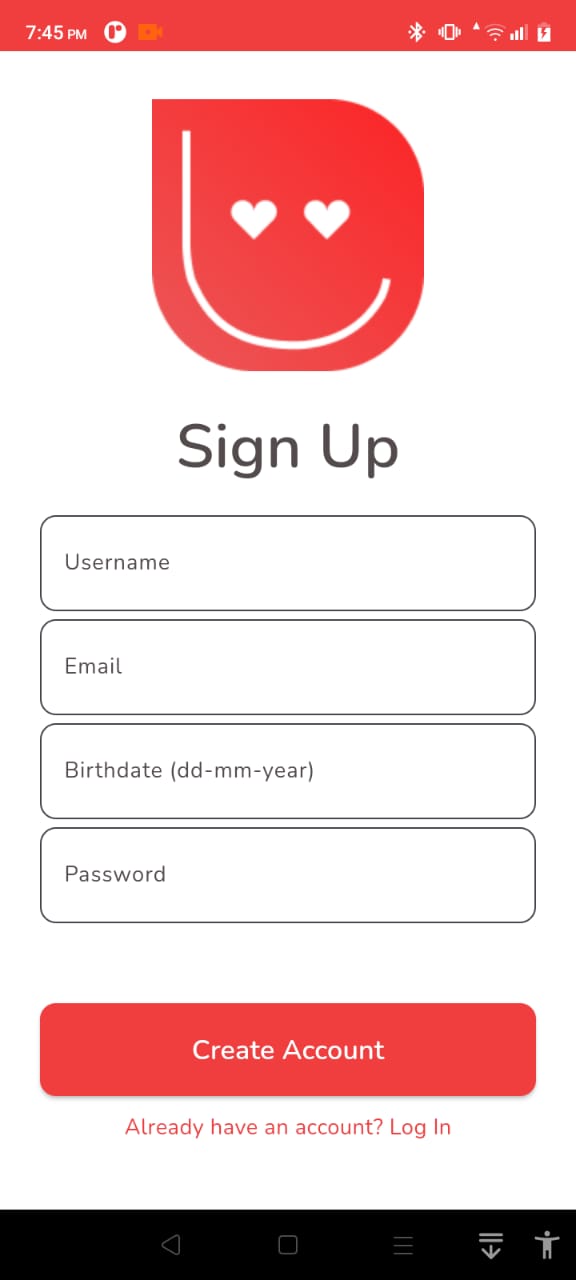 7:45 PM
Sign Up
Username
Email
Birthdate (dd-mm-year)
Password
Create Account
Already have an account? Log In